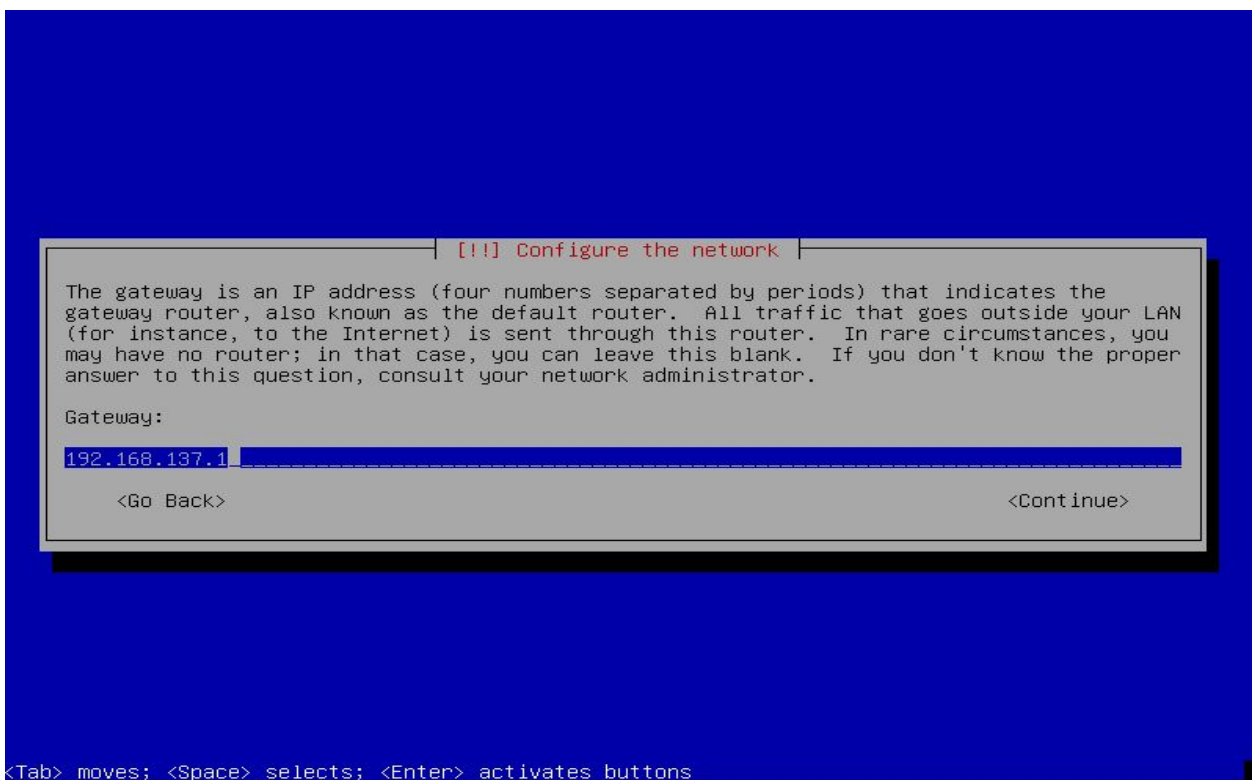 [!!] Configure the network
The gateway is an IP address (four numbers separated by periods) that indicates the
gateway router, also known as the default router.  All traffic that goes outside your LAN
(for instance, to the Internet) is sent through this router.  In rare circumstances, you
may have no router; in that case, you can leave this blank.  If you don't know the proper
answer to this question, consult your network administrator.
Gateway:
192.168.137.1
<Go Back> <Continue>
<Tab> moves; <Space> selects; <Enter> activates buttons